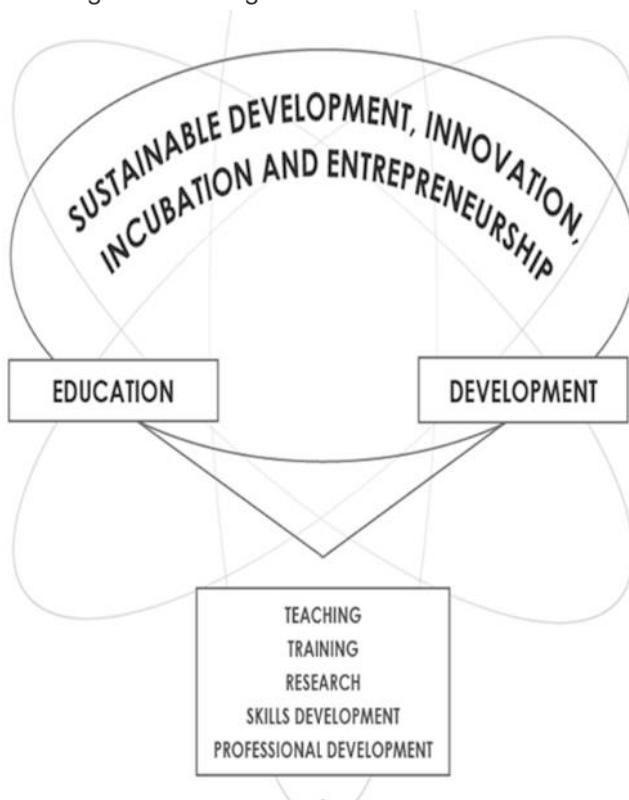 SUSTAINABLE DEVELOPMENT, INNOVATION,
INCUBATION AND ENTREPRENEURSHIP
EDUCATION
DEVELOPMENT
TEACHING
TRAINING
RESEARCH
SKILLS DEVELOPMENT
PROFESSIONAL DEVELOPMENT